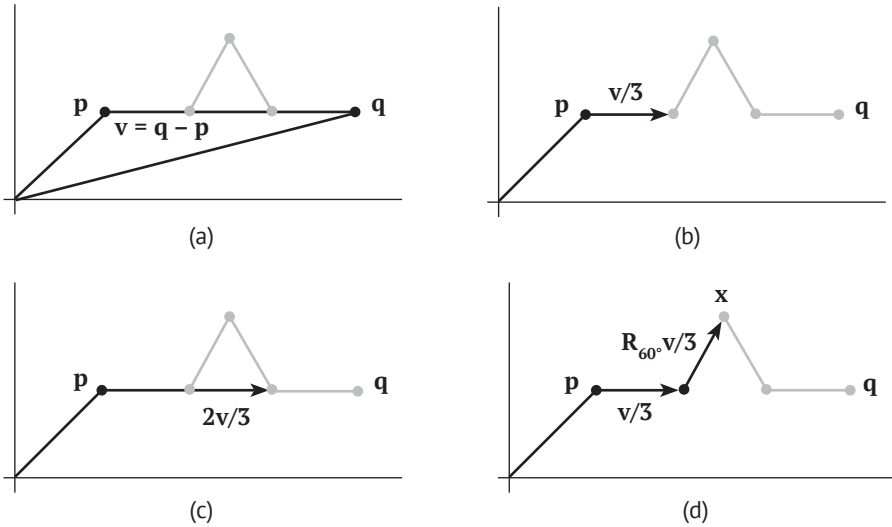 p
q
v = q – p
(a)
v/3
p
q
(b)
p
q
2v/3
(c)
x
R₆₀°v/3
p
q
v/3
(d)